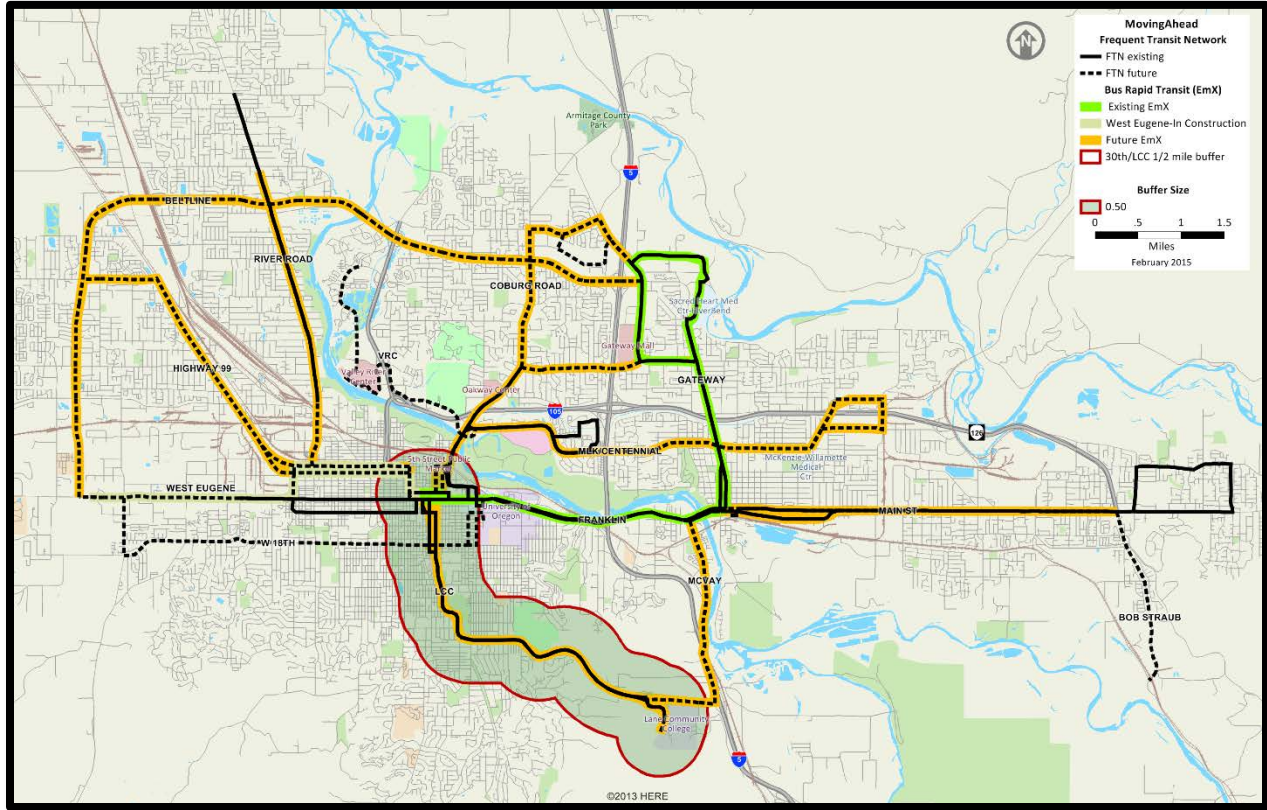 MovingAhead
Frequent Transit Network
FTN existing
FTN future
Bus Rapid Transit (EmX)
Existing EmX
West Eugene-In Construction
Future EmX
30th/LCC 1/2 mile buffer
Buffer Size
0.50
0 .5 1 1.5
Miles
February 2015
N
Armitage County
Park
5
BELTLINE
RIVER ROAD
COBURG ROAD
Sacred Heart Med
Ctr-River Bend
Gateway Mall
VRC
Valley River
Center
HIGHWAY 99
GATEWAY
Oakway Center
105
126
MLK/CENTENNIAL
McKenzie-Willamette
Medical
Ctr
5th Street Public
WEST EUGENE
University of
Oregon
FRANKLIN
MAIN ST
W 18TH
MCVAY
LCC
BOB STRAUB
Lane Community
College
5
©2013 HERE